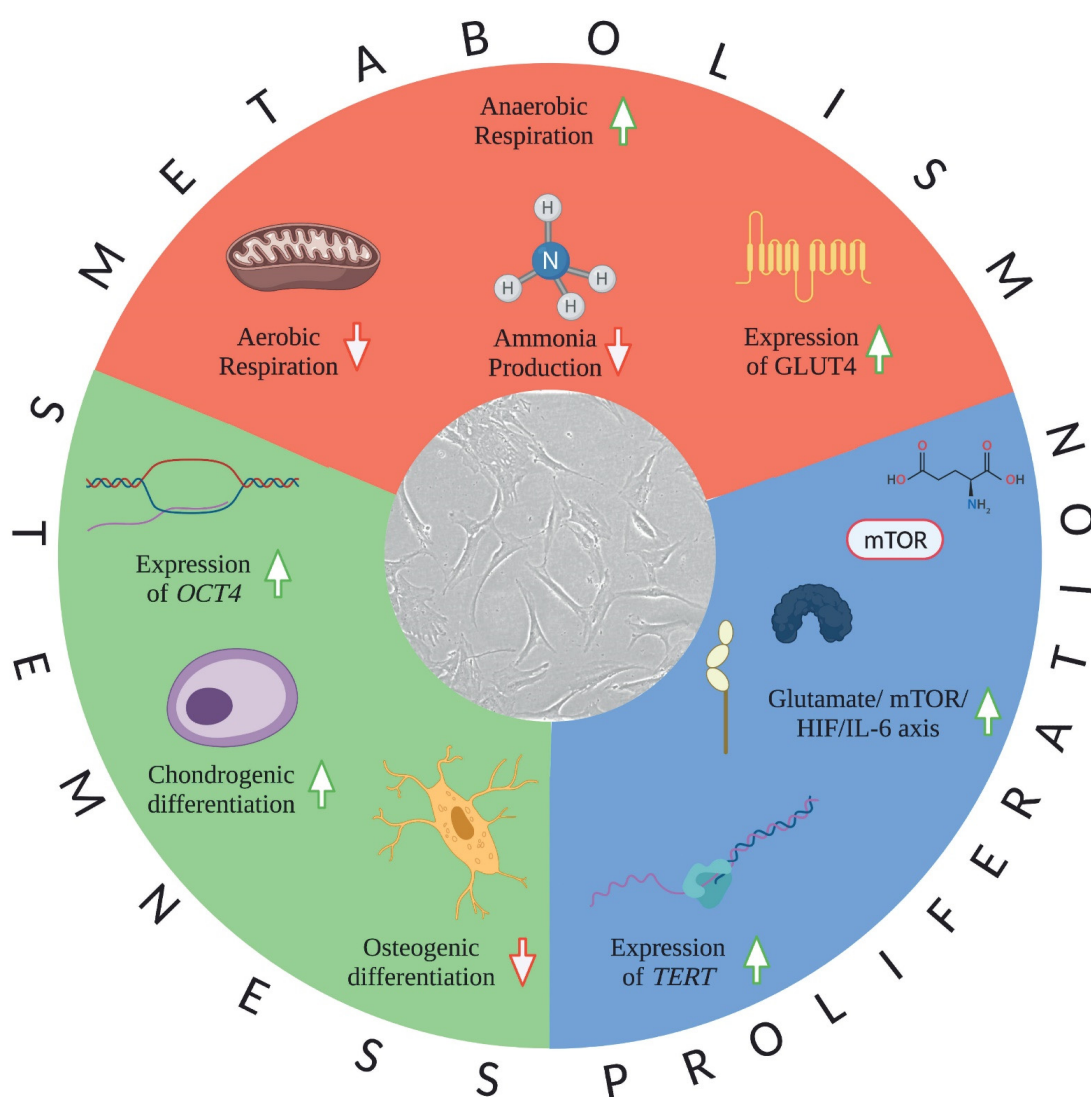 METABOLISM
Anaerobic
Respiration
H
N
H
H
H
Aerobic
Respiration
Ammonia
Production
Expression
of GLUT4
STEMNESS
Expression
of OCT4
Chondrogenic
differentiation
Osteogenic
differentiation
PROLIFERATION
O
O
HO
OH
NH₂
mTOR
Glutamate/ mTOR/
HIF/IL-6 axis
Expression
of TERT